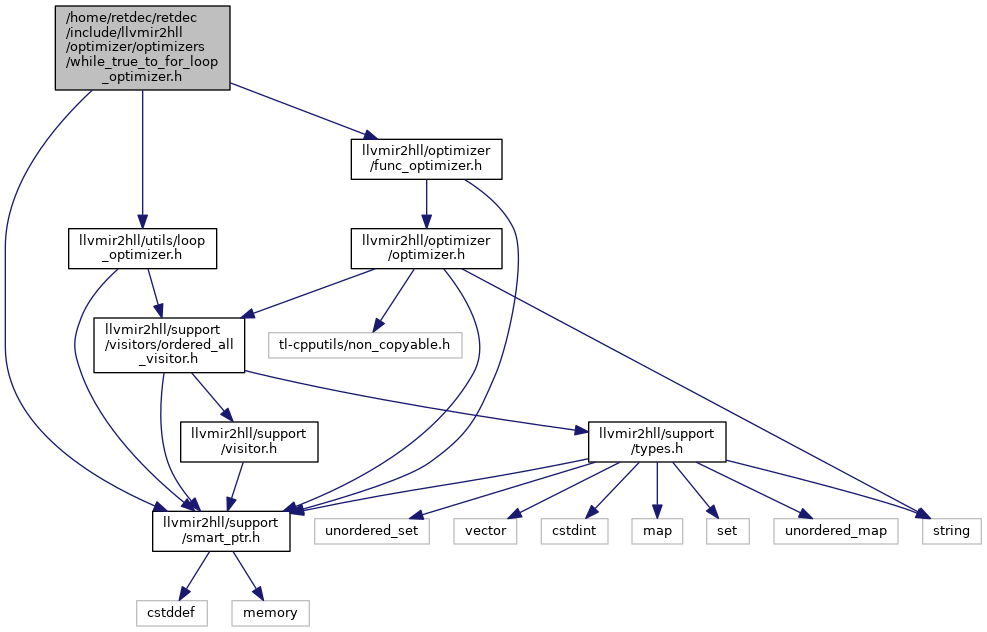 /home/retdec/retdec
/include/llvmir2hll
/optimizer/optimizers
/while_true_to_for_loop
_optimizer.h
llvmir2hll/optimizer
/func_optimizer.h
llvmir2hll/utils/loop
_optimizer.h
llvmir2hll/optimizer
/optimizer.h
llvmir2hll/support
/visitors/ordered_all
_visitor.h
tl-cpputils/non_copyable.h
llvmir2hll/support
/visitor.h
llvmir2hll/support
/types.h
llvmir2hll/support
/smart_ptr.h
unordered_set
vector
cstdint
map
set
unordered_map
string
cstddef
memory